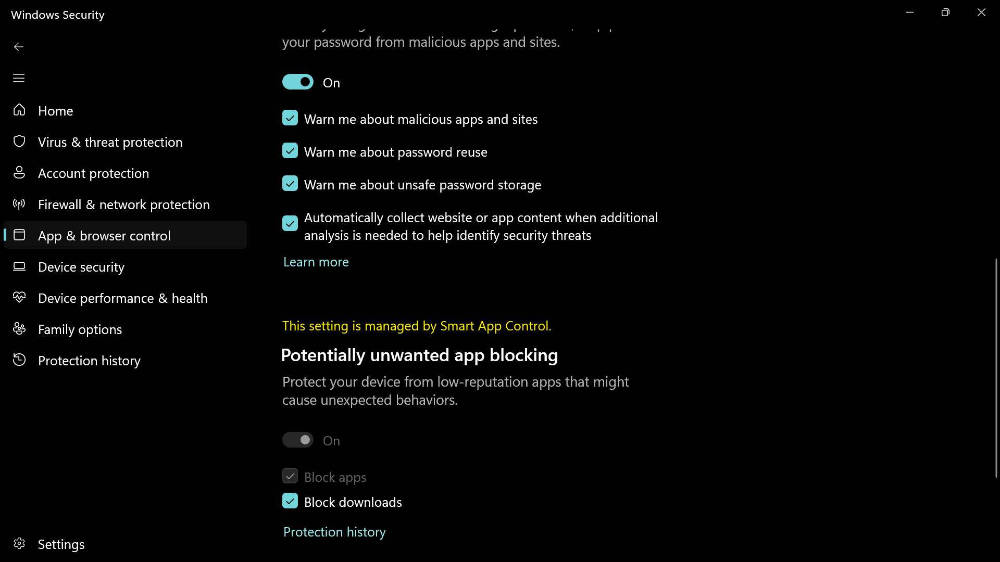 Windows Security
Home
Virus & threat protection
Account protection
Firewall & network protection
App & browser control
Device security
Device performance & health
Family options
Protection history
Settings
your password from malicious apps and sites.
On
Warn me about malicious apps and sites
Warn me about password reuse
Warn me about unsafe password storage
Automatically collect website or app content when additional
analysis is needed to help identify security threats
Learn more
This setting is managed by Smart App Control.
Potentially unwanted app blocking
Protect your device from low-reputation apps that might
cause unexpected behaviors.
On
Block apps
Block downloads
Protection history